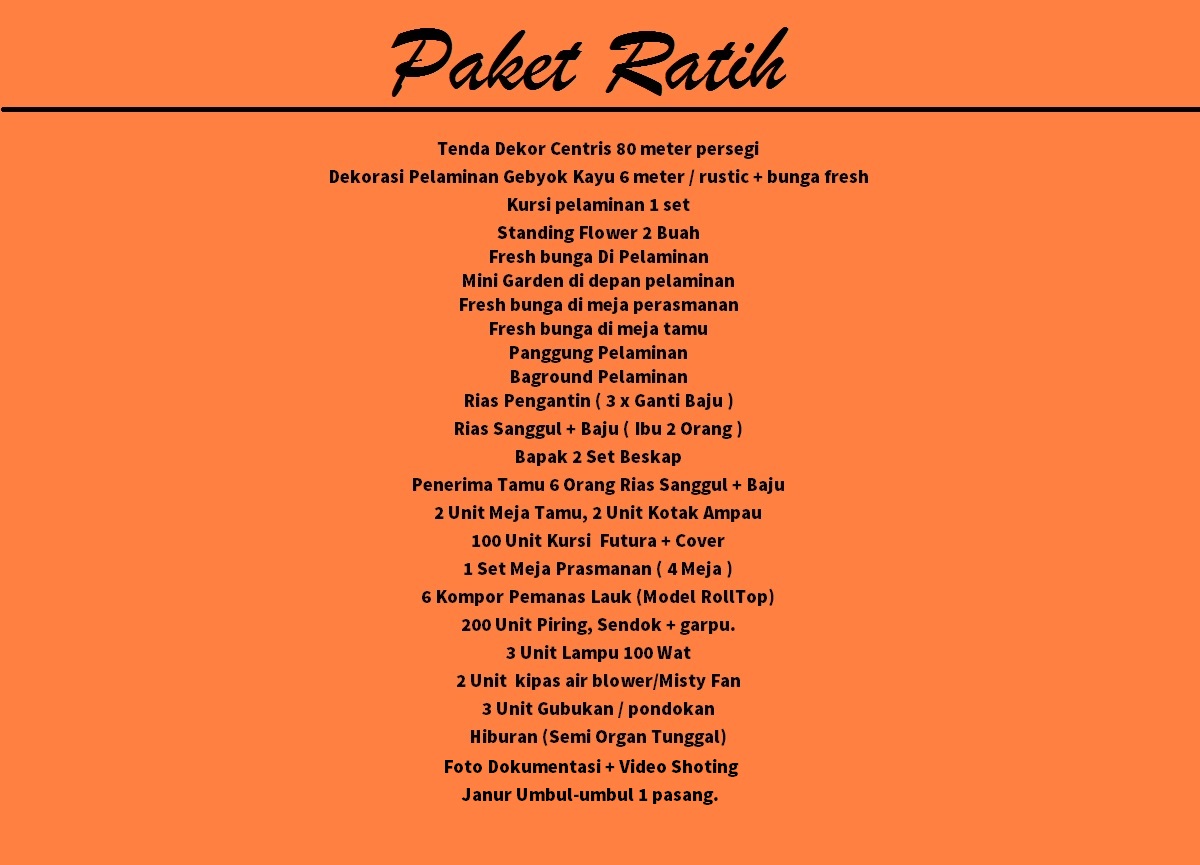 Paket Ratih
Tenda Dekor Centris 80 meter persegi
Dekorasi Pelaminan Gebyok Kayu 6 meter / rustic + bunga fresh
Kursi pelaminan 1 set
Standing Flower 2 Buah
Fresh bunga Di Pelaminan
Mini Garden di depan pelaminan
Fresh bunga di meja perasmanan
Fresh bunga di meja tamu
Panggung Pelaminan
Baground Pelaminan
Rias Pengantin ( 3 x Ganti Baju )
Rias Sanggul + Baju ( Ibu 2 Orang )
Bapak 2 Set Beskap
Penerima Tamu 6 Orang Rias Sanggul + Baju
2 Unit Meja Tamu, 2 Unit Kotak Ampau
100 Unit Kursi  Futura + Cover
1 Set Meja Prasmanan ( 4 Meja )
6 Kompor Pemanas Lauk (Model RollTop)
200 Unit Piring, Sendok + garpu.
3 Unit Lampu 100 Wat
2 Unit  kipas air blower/Misty Fan
3 Unit Gubukan / pondokan
Hiburan (Semi Organ Tunggal)
Foto Dokumentasi + Video Shoting
Janur Umbul-umbul 1 pasang.